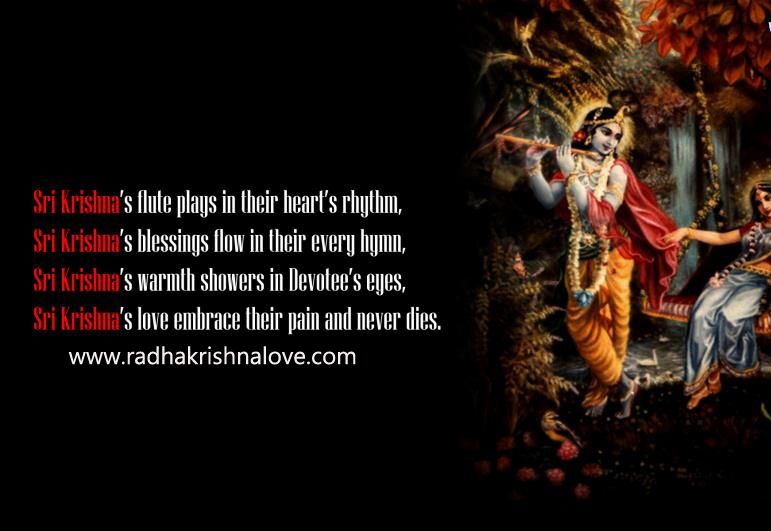 Sri Krishna's flute plays in their heart's rhythm,
Sri Krishna's blessings flow in their every hymn,
Sri Krishna's warmth showers in Devotee's eyes,
Sri Krishna's love embrace their pain and never dies.
www.radhakrishnalove.com